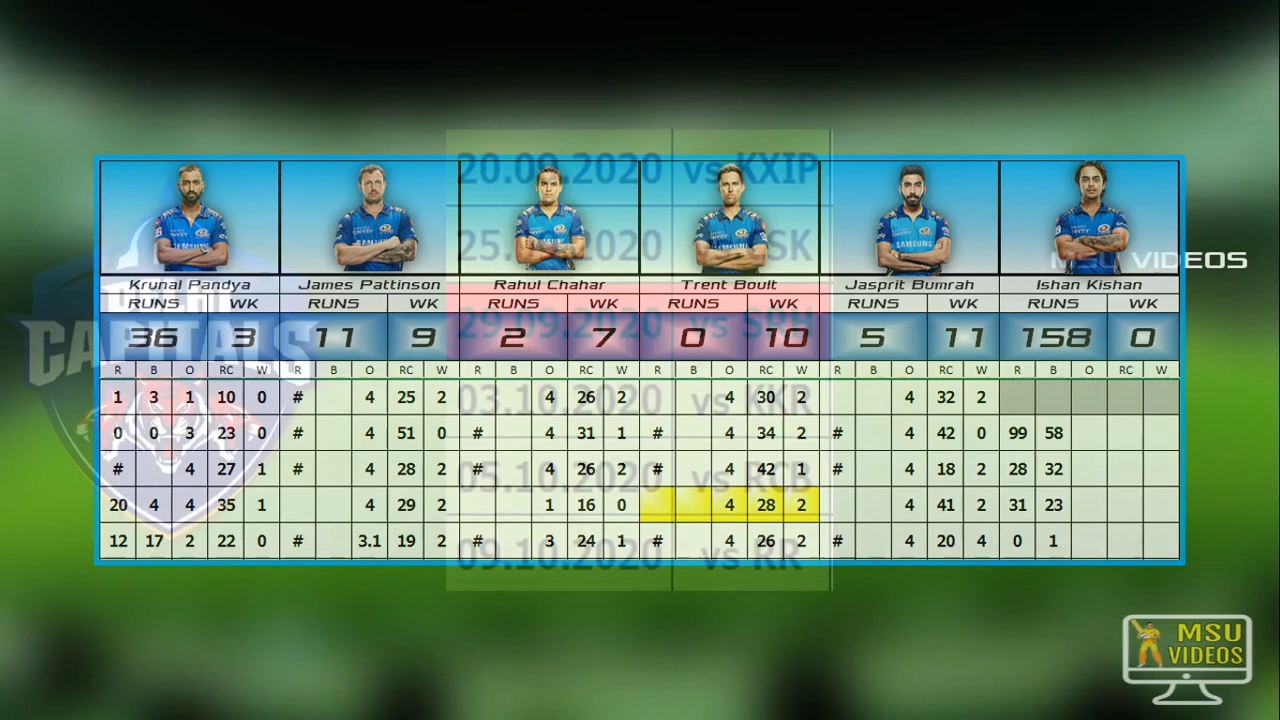 20.09.2020 vs KXIP
25. .2020 SK
MSU VIDEOS
Krunal Pandya James Pattinson Rahul Chahar Trent Boult Jasprit Bumrah Ishan Kishan
RUNS WK RUNS WK RUNS WK RUNS WK RUNS WK RUNS WK
29.09.2020 vs SRH
36 3 11 9 2 7 0 10 5 11 158 0
CAPITALS
R B O RC W R B O RC W R B O RC W R B O RC W R B O RC W R B O RC W
1 3 1 10 0 # 4 25 2 4 26 2 4 30 2 4 32 2
03.10.2020 vs KKR
0 0 3 23 0 # 4 51 0 # 4 31 1 # 4 34 2 # 4 42 0 99 58
# 4 27 1 # 4 28 2 # 4 26 2 # 4 42 1 # 4 18 2 28 32
05.10.2020 vs RCB
20 4 4 35 1 4 29 2 1 16 0 4 28 2 4 41 2 31 23
12 17 2 22 0 # 3.1 19 2 # 3 24 1 # 4 26 2 # 4 20 4 0 1
09.10.2020 vs RR
MSU
VIDEOS